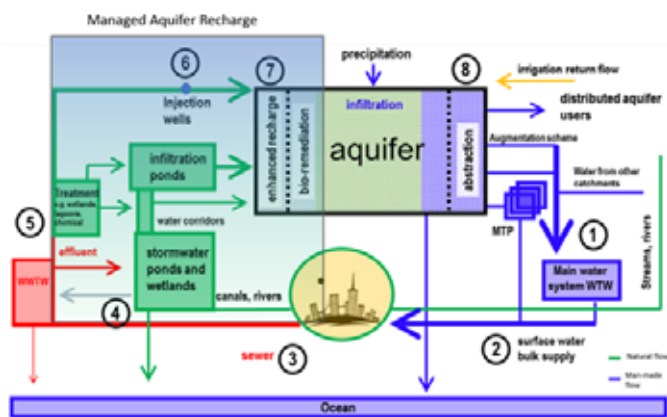 Managed Aquifer Recharge
precipitation
6
7
8
irrigation return flow
Injection
wells
infiltration
distributed aquifer
users
enhanced recharge
bio-remediation
aquifer
abstraction
Augmentation scheme
infiltration
ponds
Treatment
e.g wetlands,
lagoons,
chemical
Water from other
catchments
5
water corridors
MTP
1
Streams, rivers
effluent
stormwater
ponds and
wetlands
WWTW
Main water
system WTW
4
canals, rivers
sewer
3
2
surface water
bulk supply
Natural flow
Man-made
flow
Ocean